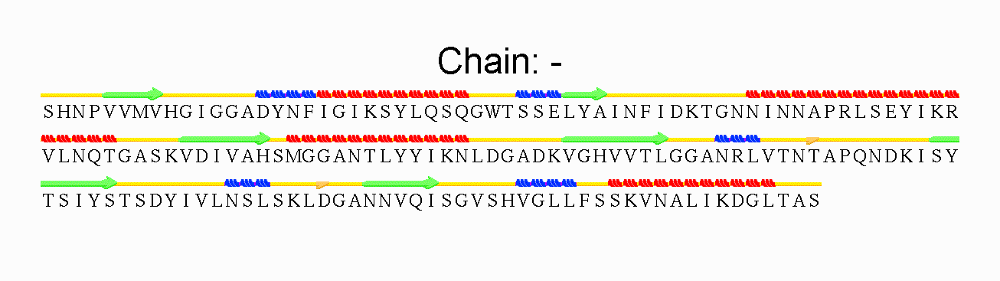 Chain: -
SHNPVVMVHGIGGADYNFIGIKSYLQSQGWTSSELYAINFIDKTGNNINNAPRLSEYIKR
VLNQTGASKVDIVAHSMGGANTLYYIKNLDGADKVGHVVTLGGANRLVTNTAPQNDKISY
TSIYSTSDYIVLNSLSKLDGANNVQISGVSHVGLLFSSKVNALIKDGLTAS